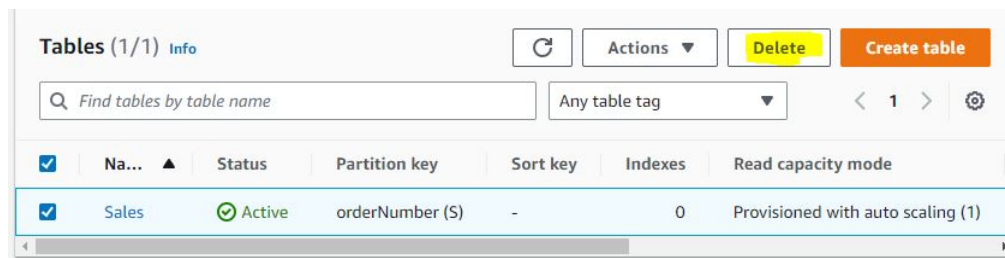 Tables (1/1) Info
Actions ▼ Delete Create table
Find tables by table name
Any table tag ▼ < 1 >
Na... ▲ Status Partition key Sort key Indexes Read capacity mode
Sales Active orderNumber (S) - 0 Provisioned with auto scaling (1)